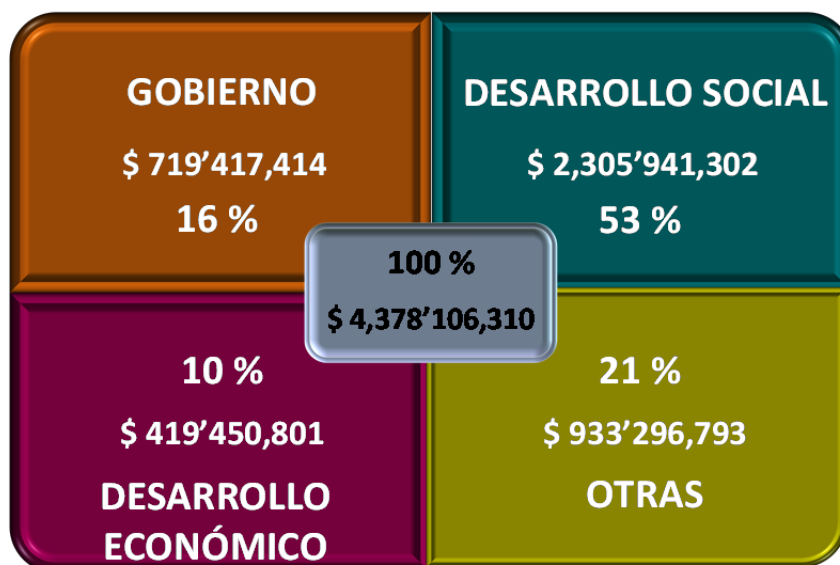 GOBIERNO
$ 719’417,414
16 %
DESARROLLO SOCIAL
$ 2,305’941,302
53 %
100 %
$ 4,378’106,310
10 %
$ 419’450,801
DESARROLLO
ECONÓMICO
21 %
$ 933’296,793
OTRAS